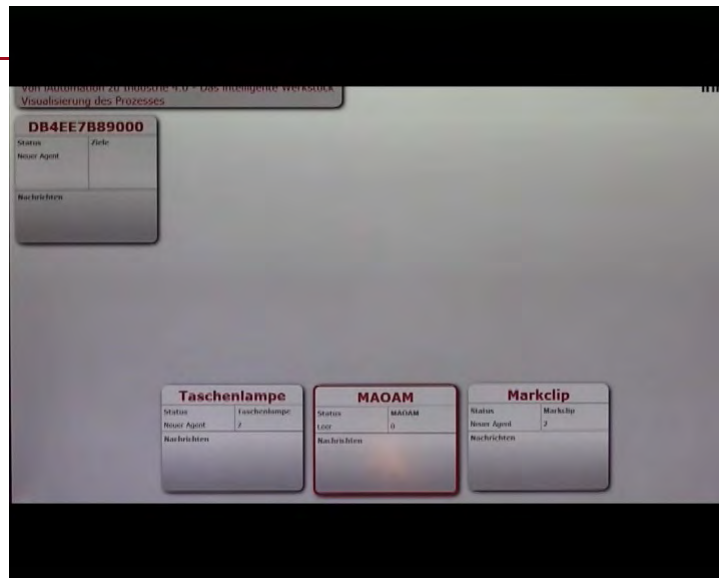 von iAutomation zu Industrie 4.0 - Das intelligente Werkstück
Visualisierung des Prozesses
DB4EE7B89000
Status Ziele
Neuer Agent
Nachrichten
Taschenlampe
Status Taschenlampe
Neuer Agent 2
Nachrichten
MAOAM
Status MAOAM
Leer 0
Nachrichten
Markclip
Status Markclip
Neuer Agent 2
Nachrichten